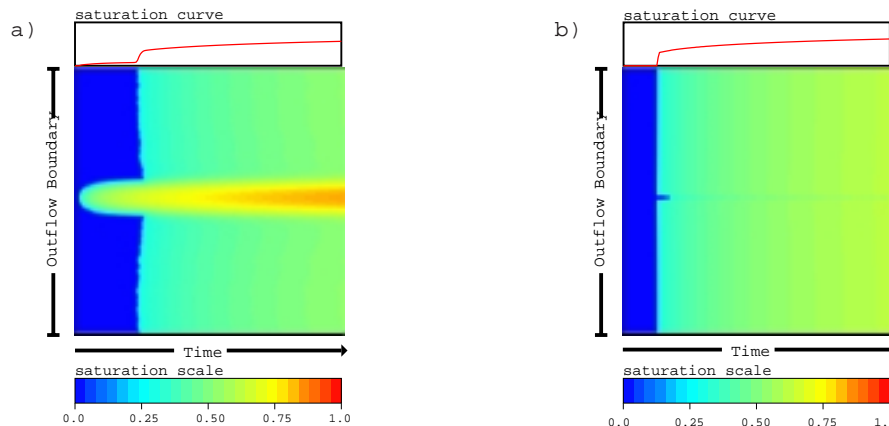 saturation curve
a)
Outflow Boundary
Time
saturation scale
0.0 0.25 0.50 0.75 1.0
saturation curve
b)
Outflow Boundary
Time
saturation scale
0.0 0.25 0.50 0.75 1.